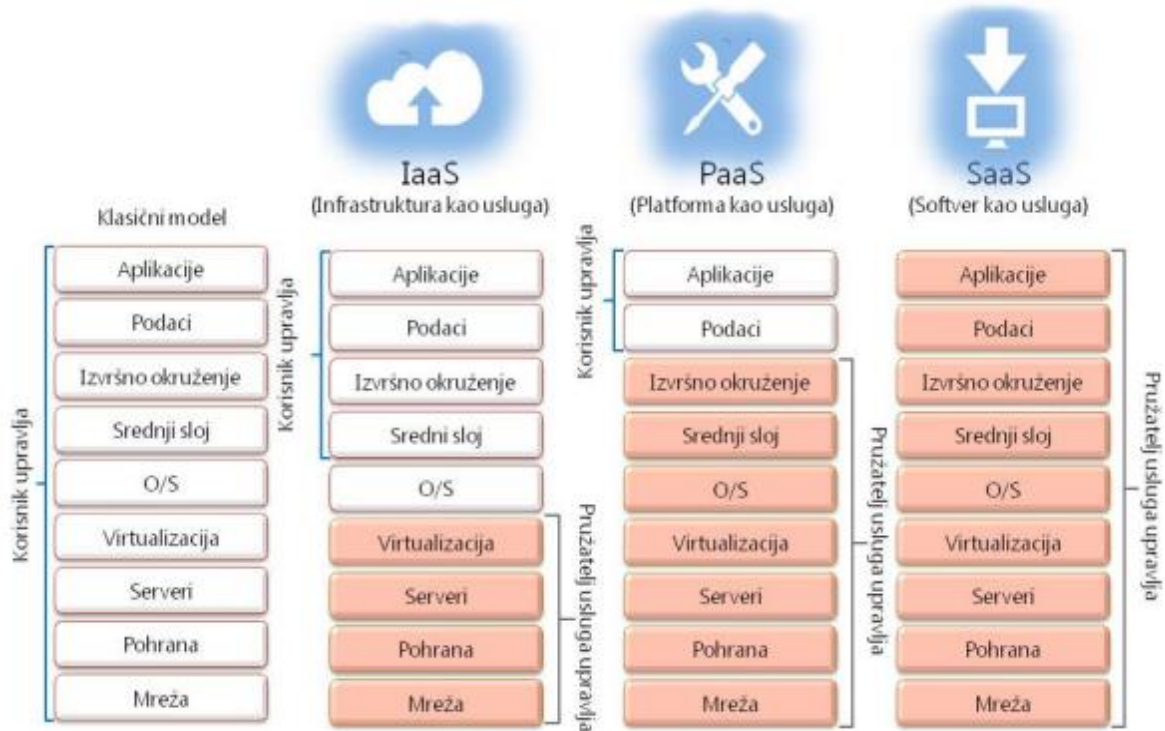 IaaS
(Infrastruktura kao usluga)
PaaS
(Platforma kao usluga)
SaaS
(Softver kao usluga)
Klasični model
Korisnik upravlja
Aplikacije
Podaci
Izvršno okruženje
Srednji sloj
O/S
Virtualizacija
Serveri
Pohrana
Mreža
Korisnik upravlja
Aplikacije
Podaci
Izvršno okruženje
Sredni sloj
O/S
Virtualizacija
Serveri
Pohrana
Mreža
Pružatelj usluga upravlja
Korisnik upravlja
Aplikacije
Podaci
Izvršno okruženje
Srednji sloj
O/S
Virtualizacija
Serveri
Pohrana
Mreža
Pružatelj usluga upravlja
Aplikacije
Podaci
Izvršno okruženje
Srednji sloj
O/S
Virtualizacija
Serveri
Pohrana
Mreža
Pružatelj usluga upravlja